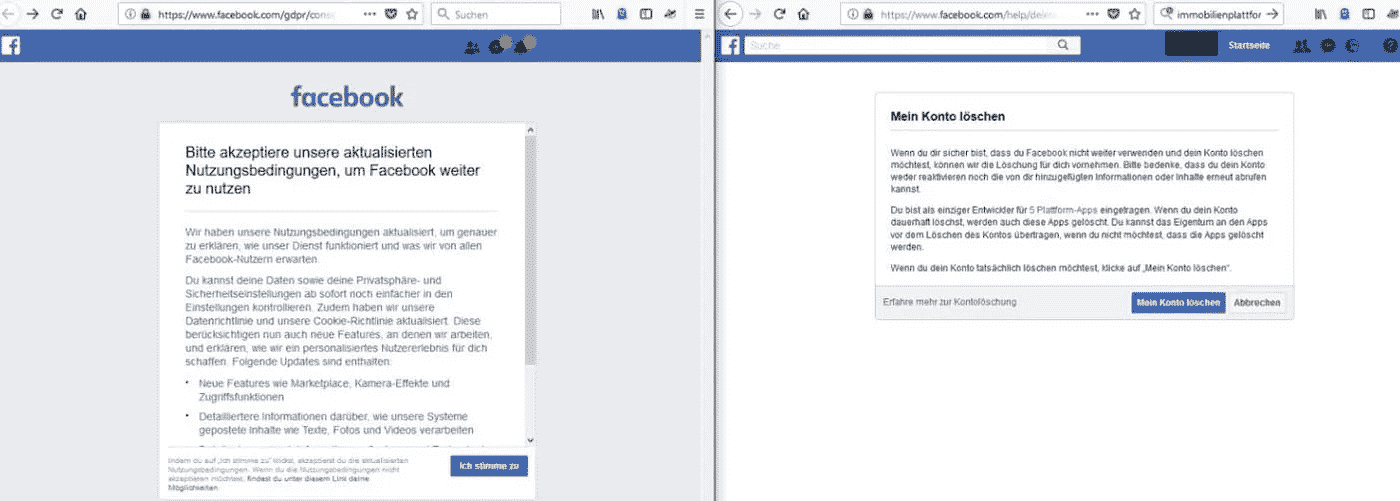 https://www.facebook.com/gdpr/cons
Suchen
facebook
Bitte akzeptiere unsere aktualisierten
Nutzungsbedingungen, um Facebook weiter
zu nutzen
Wir haben unsere Nutzungsbedingungen aktualisiert, um genauer
zu erklären, wie unser Dienst funktioniert und was wir von allen
Facebook-Nutzern erwarten.
Du kannst deine Daten sowie deine Privatsphäre- und
Sicherheitseinstellungen ab sofort noch einfacher in den
Einstellungen kontrollieren. Zudem haben wir unsere
Datenrichtlinie und unsere Cookie-Richtlinie aktualisiert. Diese
berücksichtigen nun auch neue Features, an denen wir arbeiten,
und erklären, wie wir ein personalisiertes Nutzererlebnis für dich
schaffen. Folgende Updates sind enthalten:
• Neue Features wie Marketplace, Kamera-Effekte und
Zugriffsfunktionen
• Detailliertere Informationen darüber, wie unsere Systeme
gepostete Inhalte wie Texte, Fotos und Videos verarbeiten
Indem du auf „Ich stimme zu" klickst, akzeptierst du die aktualisierten
Nutzungsbedingungen. Wenn du die Nutzungsbedingungen nicht
akzeptieren möchtest, findest du unter diesem Link deine
Möglichkeiten.
Ich stimme zu
https://www.facebook.com/help/delet
immobilienplattfor
Suche
Startseite
Mein Konto löschen
Wenn du dir sicher bist, dass du Facebook nicht weiter verwenden und dein Konto löschen
möchtest, können wir die Löschung für dich vornehmen. Bitte bedenke, dass du dein Konto
weder reaktivieren noch die von dir hinzugefügten Informationen oder Inhalte erneut abrufen
kannst.
Du bist als einziger Entwickler für 5 Plattform-Apps eingetragen. Wenn du dein Konto
dauerhaft löschst, werden auch diese Apps gelöscht. Du kannst das Eigentum an den Apps
vor dem Löschen des Kontos übertragen, wenn du nicht möchtest, dass die Apps gelöscht
werden.
Wenn du dein Konto tatsächlich löschen möchtest, klicke auf „Mein Konto löschen".
Erfahre mehr zur Kontolöschung
Mein Konto löschen
Abbrechen